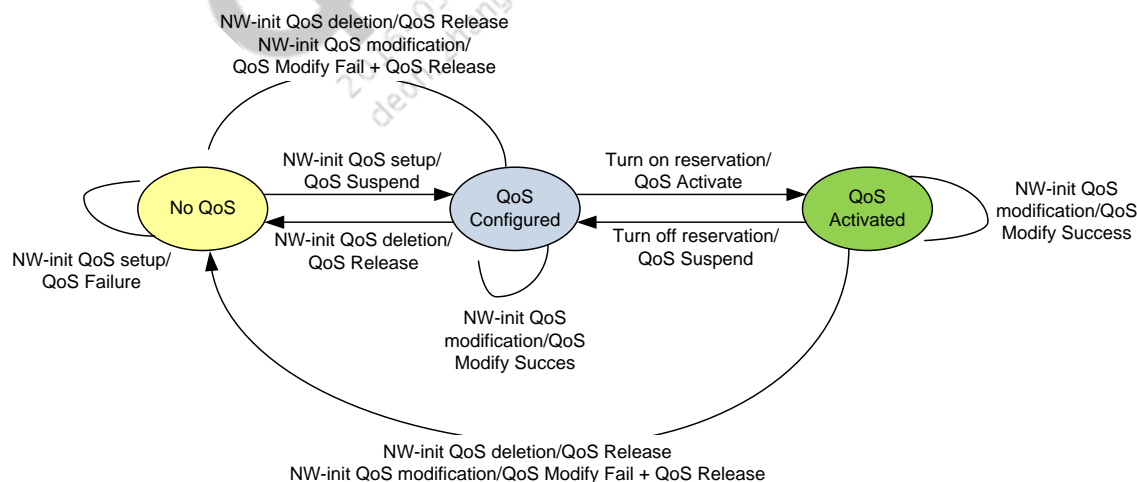 NW-init QoS deletion/QoS Release
NW-init QoS modification/
QoS Modify Fail + QoS Release
NW-init QoS setup/
QoS Suspend
Turn on reservation/
QoS Activate
No QoS
QoS
Configured
QoS
Activated
NW-init QoS
modification/QoS
Modify Success
NW-init QoS deletion/
QoS Release
Turn off reservation/
QoS Suspend
NW-init QoS setup/
QoS Failure
NW-init QoS
modification/QoS
Modify Succes
NW-init QoS deletion/QoS Release
NW-init QoS modification/QoS Modify Fail + QoS Release